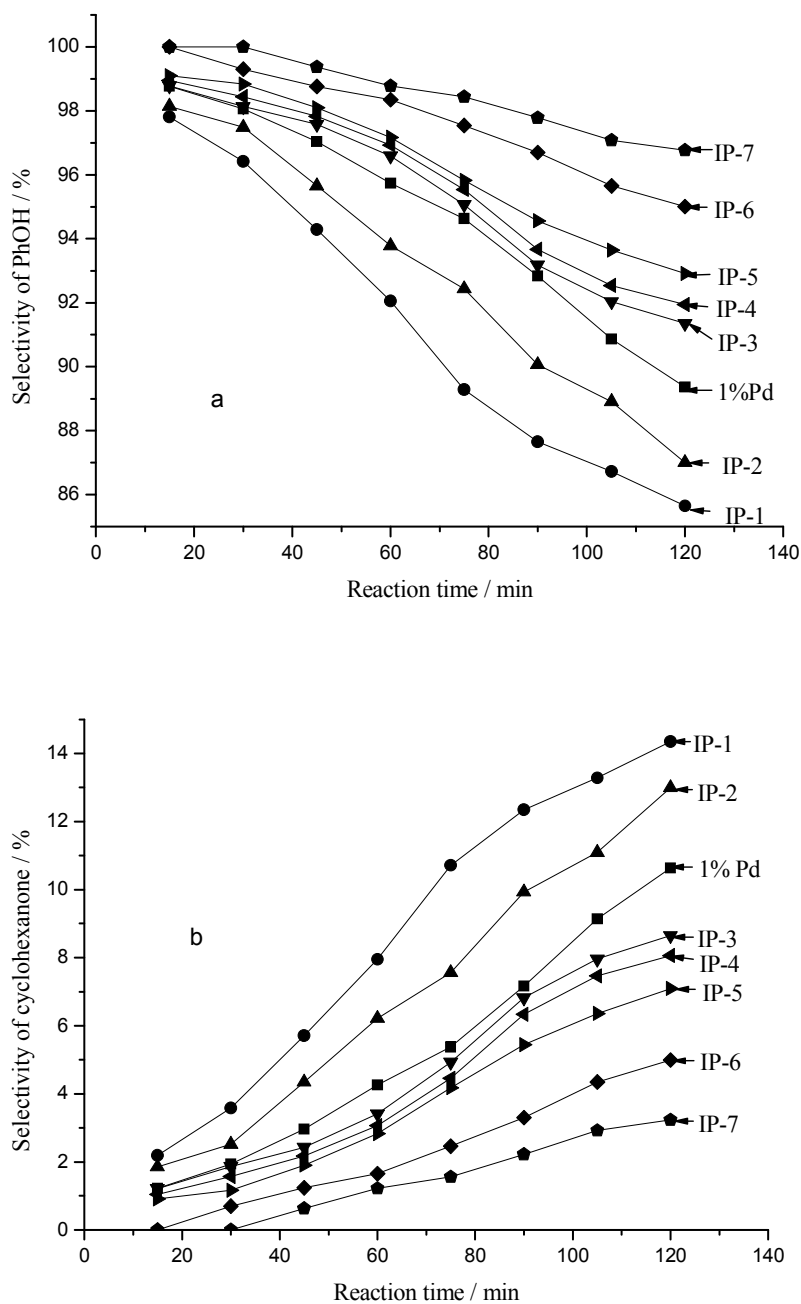 100
98
96
94
92
90
88
86
Selectivity of PhOH / %
a
IP-7
IP-6
IP-5
IP-4
IP-3
1%Pd
IP-2
IP-1
0 20 40 60 80 100 120 140
Reaction time / min
14
12
10
8
6
4
2
0
Selectivity of cyclohexanone / %
b
IP-1
IP-2
1% Pd
IP-3
IP-4
IP-5
IP-6
IP-7
0 20 40 60 80 100 120 140
Reaction time / min